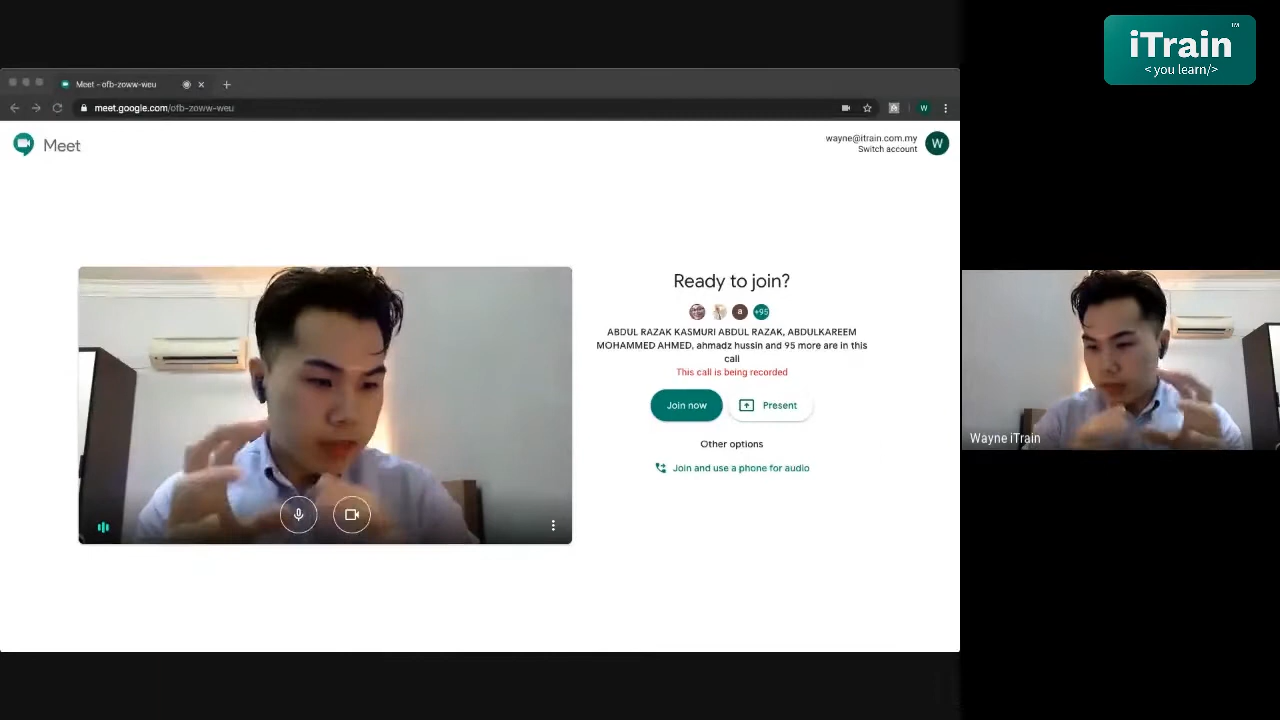 iTrain™
< you learn/>
Meet - ofb-zoww-weu
meet.google.com/ofb-zoww-weu
W
Meet
wayne@itrain.com.my
Switch account
W
Ready to join?
a
+95
ABDUL RAZAK KASMURI ABDUL RAZAK, ABDULKAREEM
MOHAMMED AHMED, ahmadz hussin and 95 more are in this
call
This call is being recorded
Join now
Present
Other options
Join and use a phone for audio
Wayne iTrain